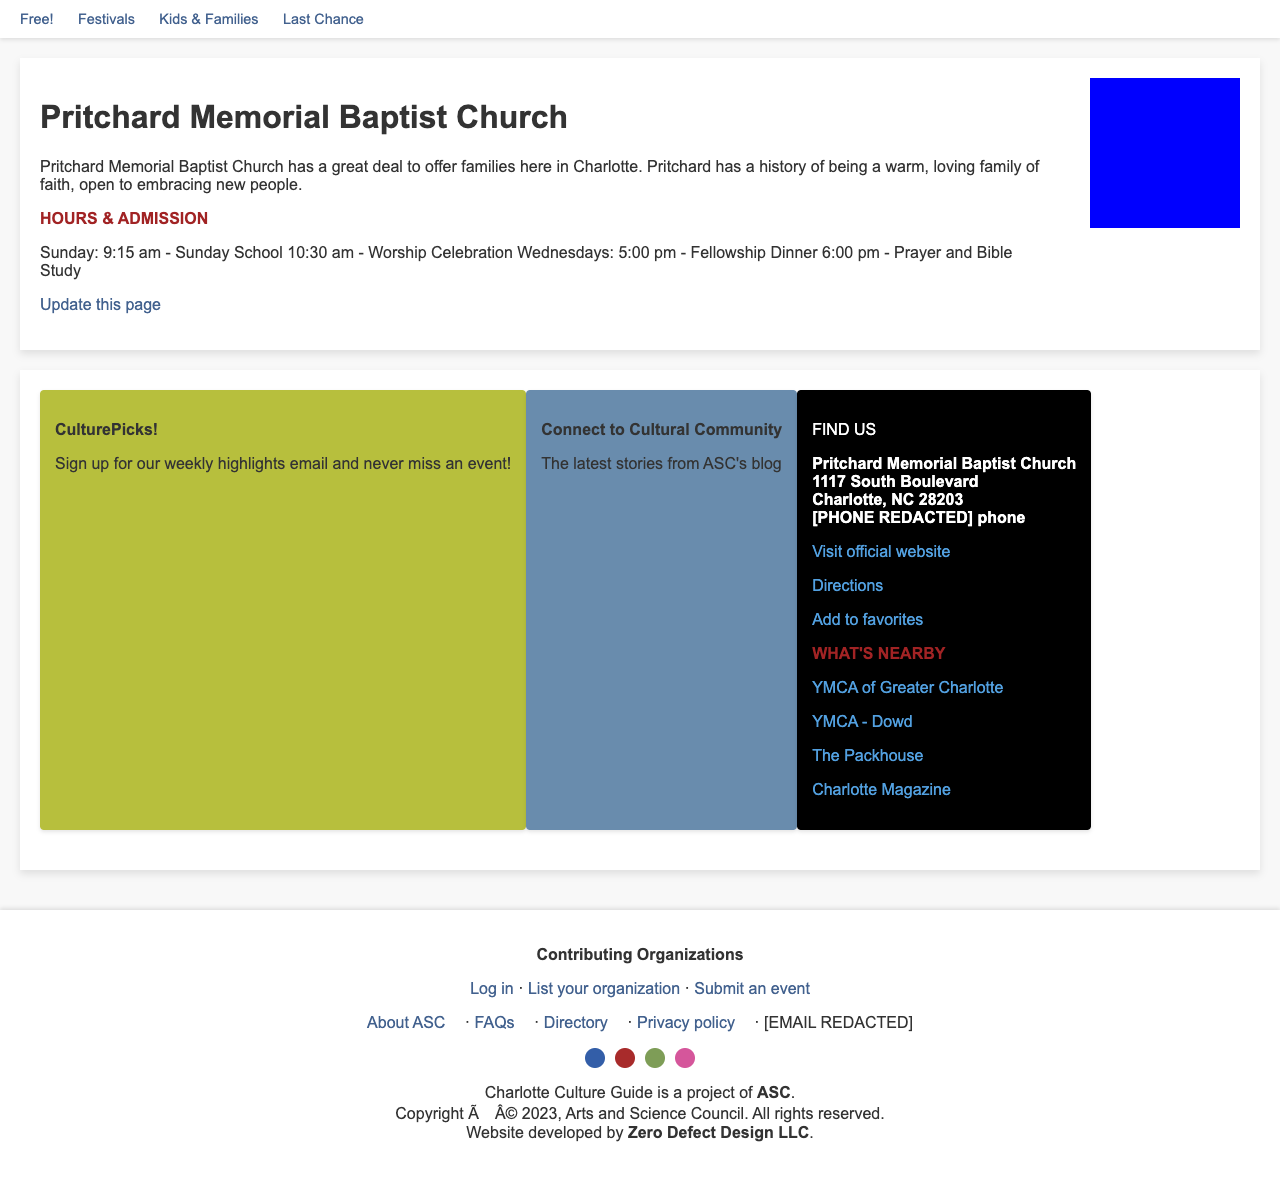 Free! Festivals Kids & Families Last Chance
Pritchard Memorial Baptist Church
Pritchard Memorial Baptist Church has a great deal to offer families here in Charlotte. Pritchard has a history of being a warm, loving family of
faith, open to embracing new people.
HOURS & ADMISSION
Sunday: 9:15 am - Sunday School 10:30 am - Worship Celebration Wednesdays: 5:00 pm - Fellowship Dinner 6:00 pm - Prayer and Bible
Study
Update this page
CulturePicks!
Sign up for our weekly highlights email and never miss an event!
Connect to Cultural Community
The latest stories from ASC's blog
FIND US
Pritchard Memorial Baptist Church
1117 South Boulevard
Charlotte, NC 28203
[PHONE REDACTED] phone
Visit official website
Directions
Add to favorites
WHAT'S NEARBY
YMCA of Greater Charlotte
YMCA - Dowd
The Packhouse
Charlotte Magazine
Contributing Organizations
Log in · List your organization · Submit an event
About ASC · FAQs · Directory · Privacy policy · [EMAIL REDACTED]
Charlotte Culture Guide is a project of ASC.
Copyright Ã Â© 2023, Arts and Science Council. All rights reserved.
Website developed by Zero Defect Design LLC.